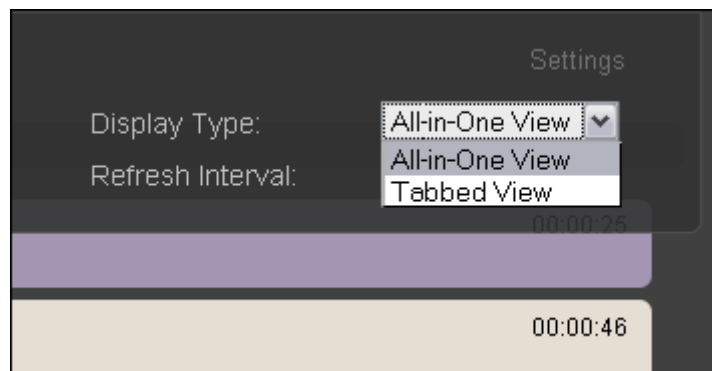 Settings
Display Type: All-in-One View
All-in-One View
Refresh Interval:
Tabbed View
00:00:25
00:00:46